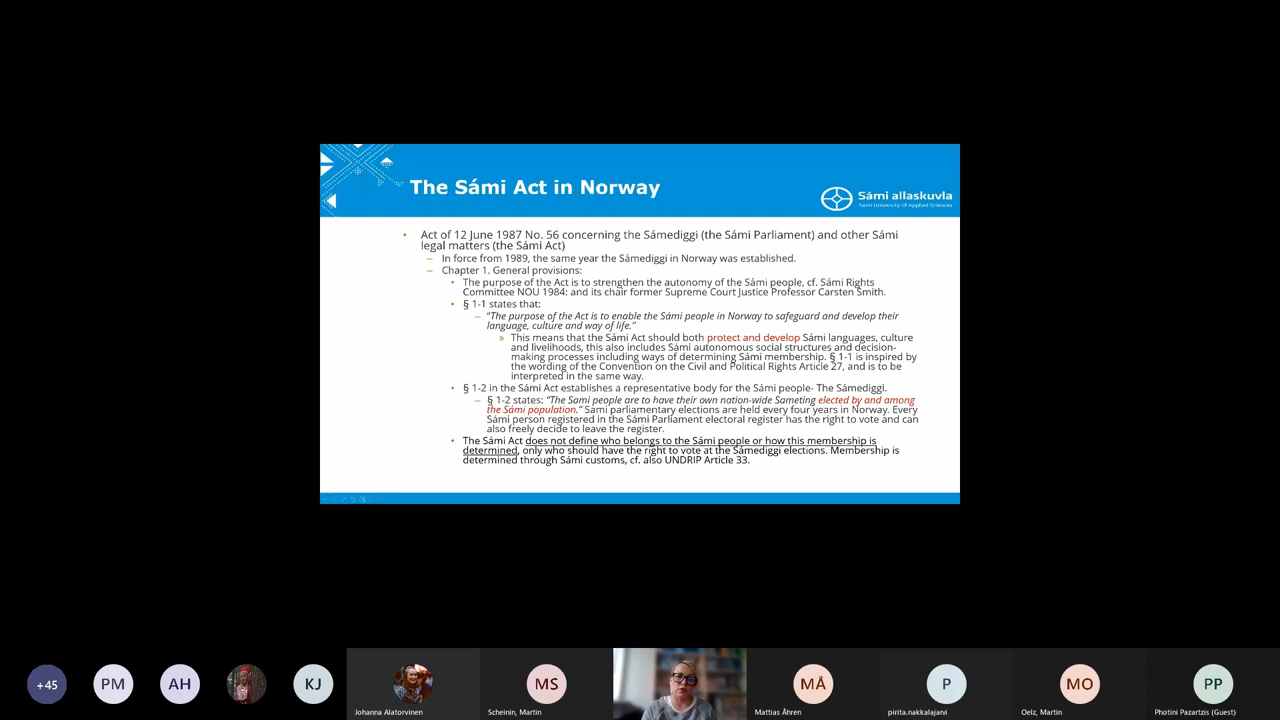 The Sámi Act in Norway
Sámi allaskuvla
Sámi University of Applied Sciences
• Act of 12 June 1987 No. 56 concerning the Sámediggi (the Sámi Parliament) and other Sámi
legal matters (the Sámi Act)
– In force from 1989, the same year the Sámediggi in Norway was established.
– Chapter 1. General provisions:
• The purpose of the Act is to strengthen the autonomy of the Sámi people, cf. Sámi Rights
Committee NOU 1984: and its chair former Supreme Court Justice Professor Carsten Smith.
• § 1-1 states that:
– "The purpose of the Act is to enable the Sámi people in Norway to safeguard and develop their
language, culture and way of life."
» This means that the Sámi Act should both protect and develop Sámi languages, culture
and livelihoods, this also includes Sámi autonomous social structures and decision-
making processes including ways of determining Sámi membership. § 1-1 is inspired by
the wording of the Convention on the Civil and Political Rights Article 27, and is to be
interpreted in the same way.
• § 1-2 in the Sámi Act establishes a representative body for the Sámi people- The Sámediggi.
– § 1-2 states: "The Sami people are to have their own nation-wide Sameting elected by and among
the Sámi population." Sami parliamentary elections are held every four years in Norway. Every
Sámi person registered in the Sámi Parliament electoral register has the right to vote and can
also freely decide to leave the register.
• The Sámi Act does not define who belongs to the Sámi people or how this membership is
determined, only who should have the right to vote at the Sámediggi elections. Membership is
determined through Sámi customs, cf. also UNDRIP Article 33.
+45
PM
AH
KJ
Johanna Alatorvinen
MS
Scheinin, Martin
MÅ
Mattias Åhren
P
pirita.nakkalajarvi
MO
Oelz, Martin
PP
Photini Pazartzis (Guest)